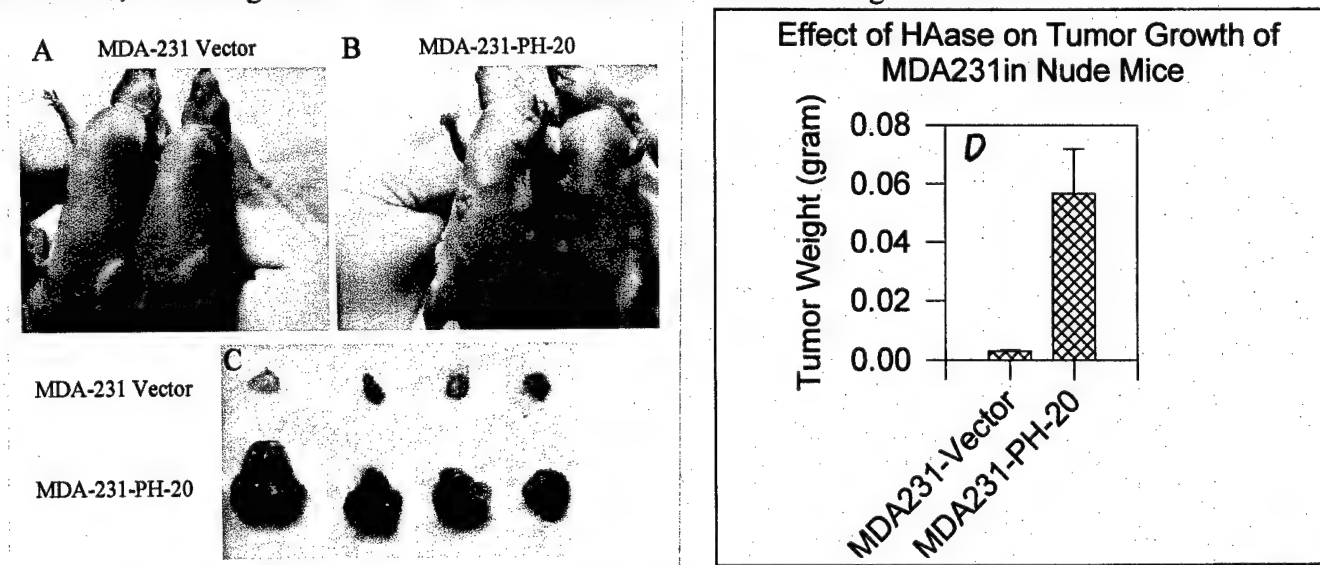 A MDA-231 Vector B MDA-231-PH-20
C
MDA-231 Vector
MDA-231-PH-20
Effect of HAase on Tumor Growth of
MDA231in Nude Mice
Tumor Weight (gram)
0.08
0.06
0.04
0.02
0.00
D
MDA231-Vector
MDA231-PH-20